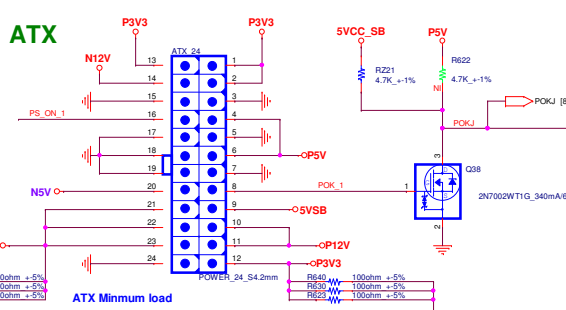 ATX
P3V3
P3V3
5VCC_SB
P5V
ATX_24
N12V
13
1
14
2
15
3
PS_ON_1
16
4
17
5
18
6
P5V
19
7
N5V
20
8
POK_1
21
9
5VSB
22
10
23
11
P12V
24
12
P3V3
POWER_24_S4.2mm
RZ21
4.7K_+-1%
R622
4.7K_+-1%
NI
POKJ
POKJ
3
Q38
1
2N7002WT1G_340mA/6
2
0ohm +-5%
0ohm +-5%
0ohm +-5%
ATX Minmum load
R640
100ohm +-5%
R630
100ohm +-5%
R623
100ohm +-5%